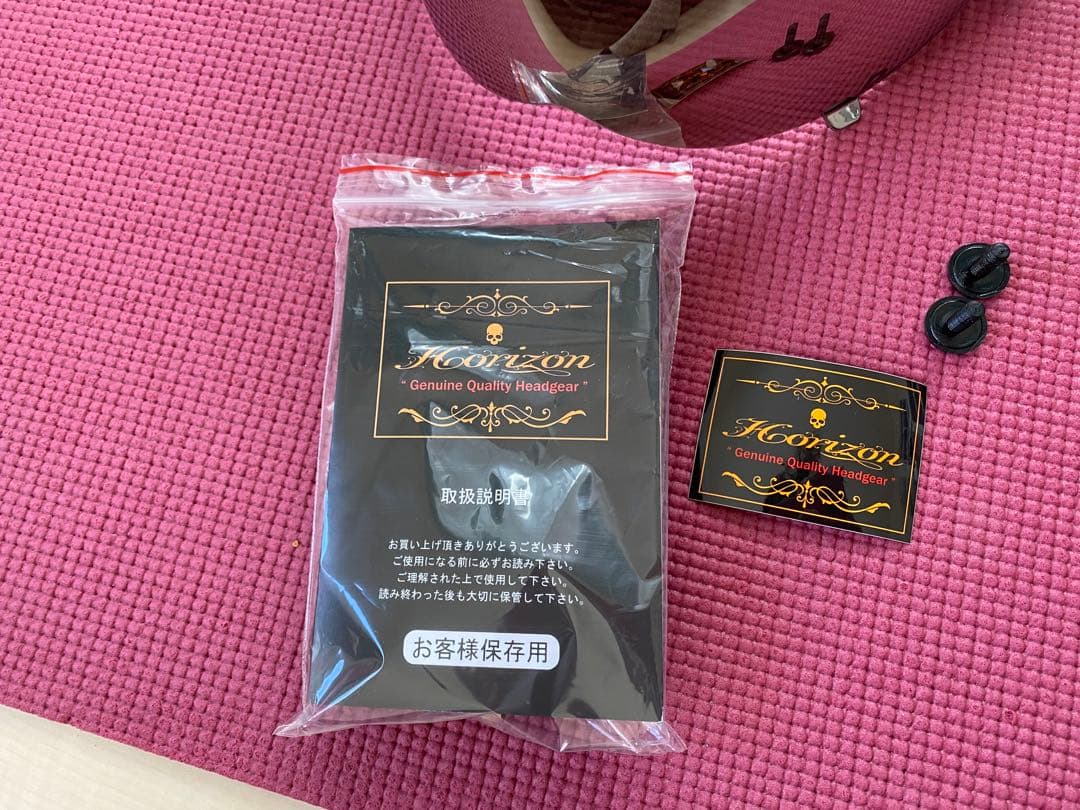 Horizon
“ Genuine Quality Headgear ”
取扱説明書
お買い上げ頂きありがとうございます。
ご使用になる前に必ずお読み下さい。
ご理解された上で使用して下さい。
読み終わった後も大切に保管して下さい。
お客様保存用
Horizon
“ Genuine Quality Headgear ”